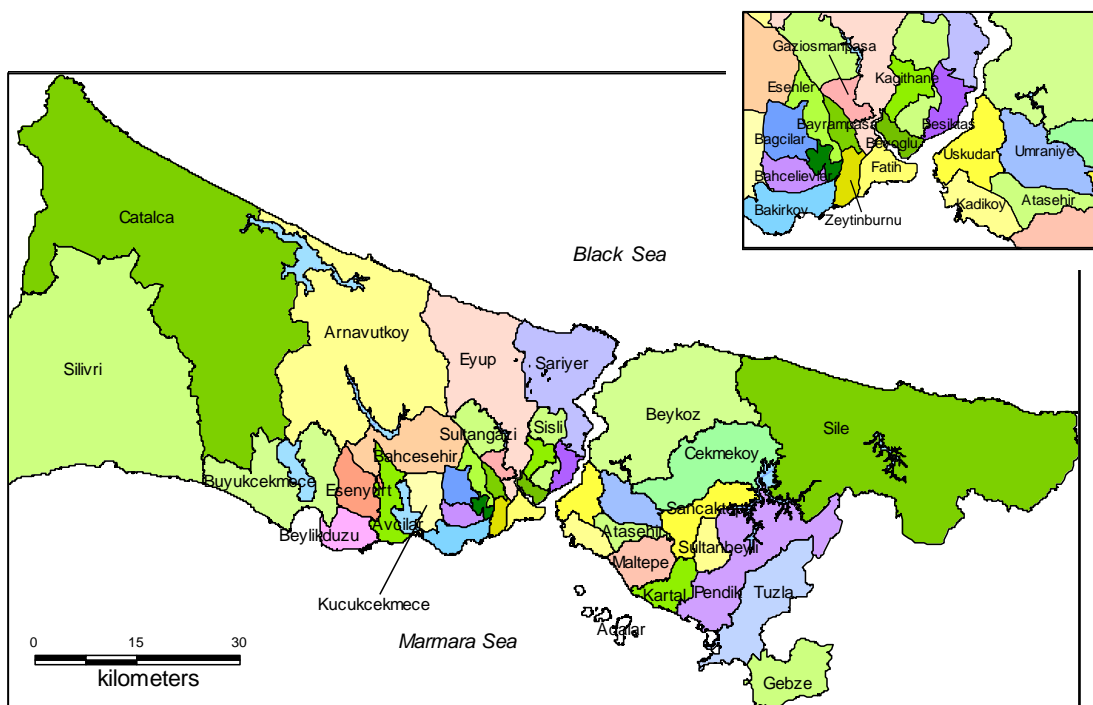 Gaziosmanpasa
Kagithane
Esenler
Bayrampasa
Besiktas
Bagcilar
Beyoglu
Uskudar
Umraniye
Bahcelievler
Fatih
Atasehir
Bakirkoy
Zeytinburnu
Kadikoy
Catalca
Black Sea
Arnavutkoy
Eyup
Sariyer
Silivri
Beykoz
Sile
Sisli
Sultangazi
Bahcesehir
Cekmekoy
Buyukcekmece
Esenyurt
Sancaktepe
Avcilar
Atasehir
Beylikduzu
Sultanbeyli
Maltepe
Kartal
Pendik
Tuzla
Kucukcekmece
Adalar
Marmara Sea
0 15 30
kilometers
Gebze